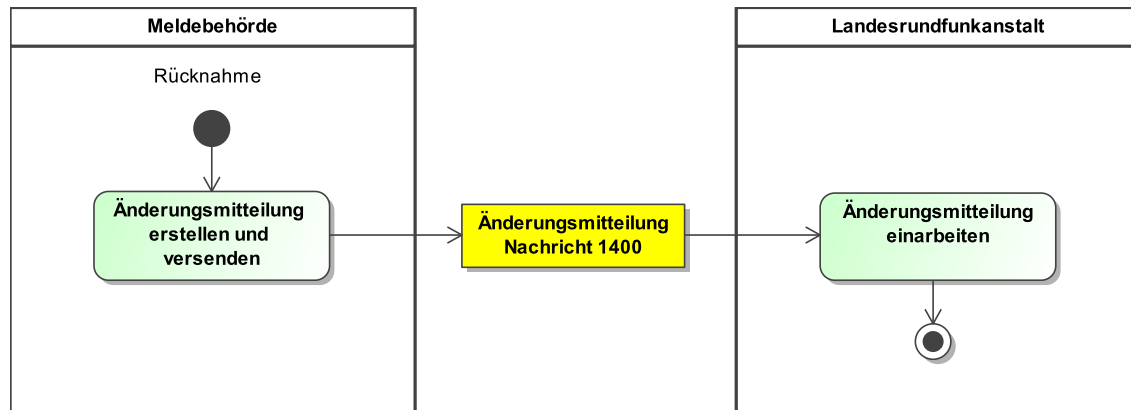 Meldebehörde
Landesrundfunkanstalt
Rücknahme
Änderungsmitteilung
erstellen und
versenden
Änderungsmitteilung
Nachricht 1400
Änderungsmitteilung
einarbeiten